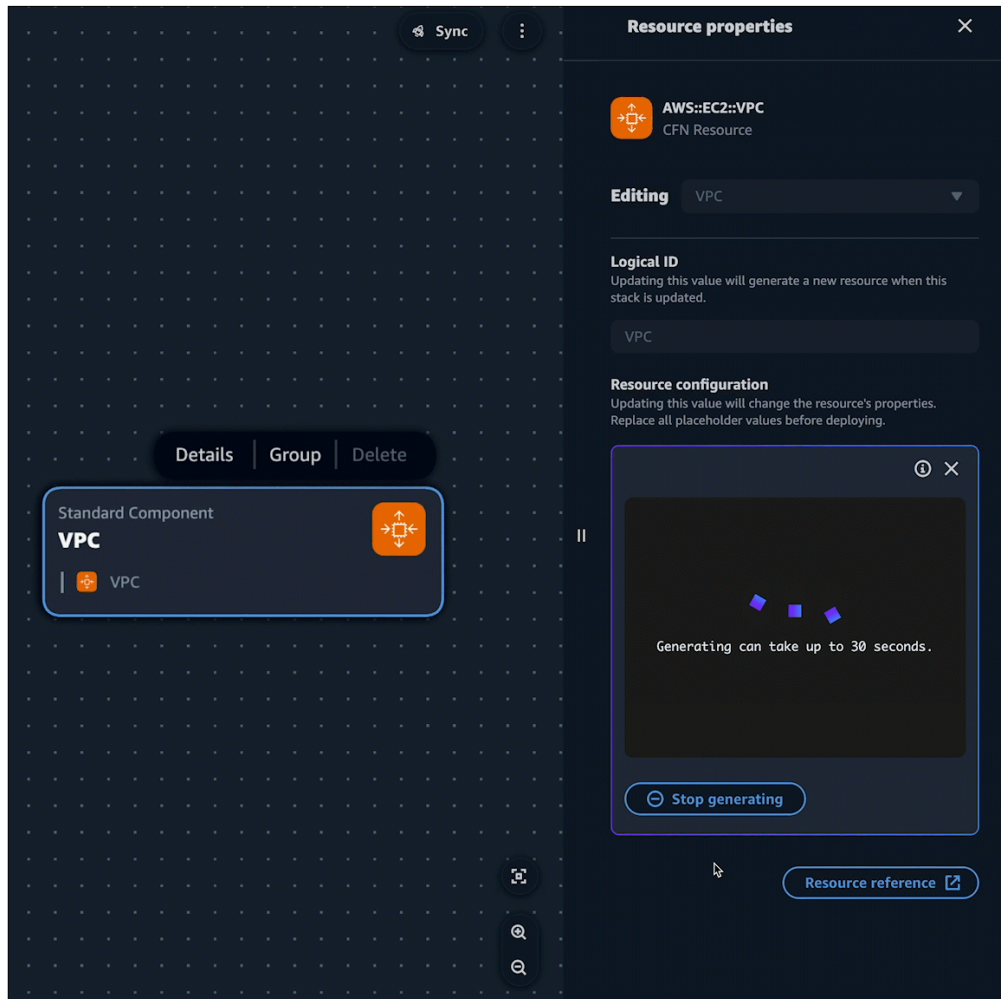 Sync
Resource properties
AWS::EC2::VPC
CFN Resource
Editing
VPC
Logical ID
Updating this value will generate a new resource when this
stack is updated.
VPC
Resource configuration
Updating this value will change the resource's properties.
Replace all placeholder values before deploying.
Details
Group
Delete
Standard Component
VPC
VPC
Generating can take up to 30 seconds.
Stop generating
Resource reference